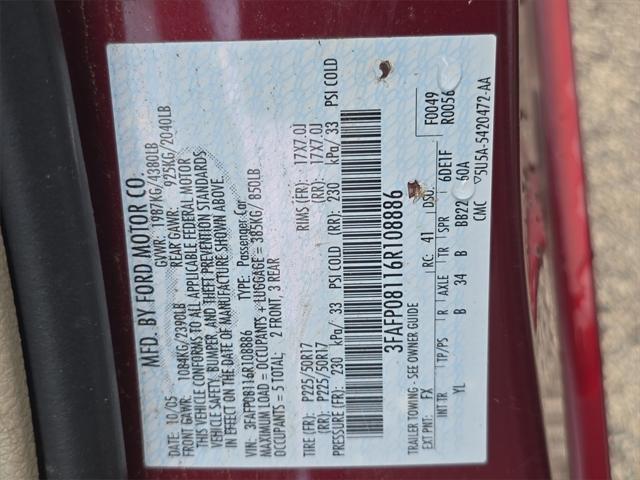 MFD. BY FORD MOTOR CO.
DATE: 10/05 GVWR: 1987KG/4380LB
FRONT GAWR: 1084KG/2390LB REAR GAWR: 925KG/2040LB
THIS VEHICLE CONFORMS TO ALL APPLICABLE FEDERAL MOTOR
VEHICLE SAFETY, BUMPER, AND THEFT PREVENTION STANDARDS
IN EFFECT ON THE DATE OF MANUFACTURE SHOWN ABOVE.
VIN: 3FAFP08116R108886 TYPE: Passenger Car
MAXIMUM LOAD = OCCUPANTS + LUGGAGE = 385KG/ 850LB
OCCUPANTS = 5 TOTAL: 2 FRONT, 3 REAR
TIRE (FR): P225/50R17 RIMS (FR): 17X7.0J
(RR): P225/50R17 (RR): 17X7.0J
PRESSURE (FR): 230 kPa/ 33 PSI COLD (RR): 230 kPa/ 33 PSI COLD
3FAFP08116R108886
TRAILER TOWING - SEE OWNER GUIDE
EXT PNT: FX RC: 41 DSO: F0049
6DE1F R0056
INT TR TP/PS R AXLE TR SPR
YL B 34 B BB22 60A
CMC ▽5U5A-5420472-AA